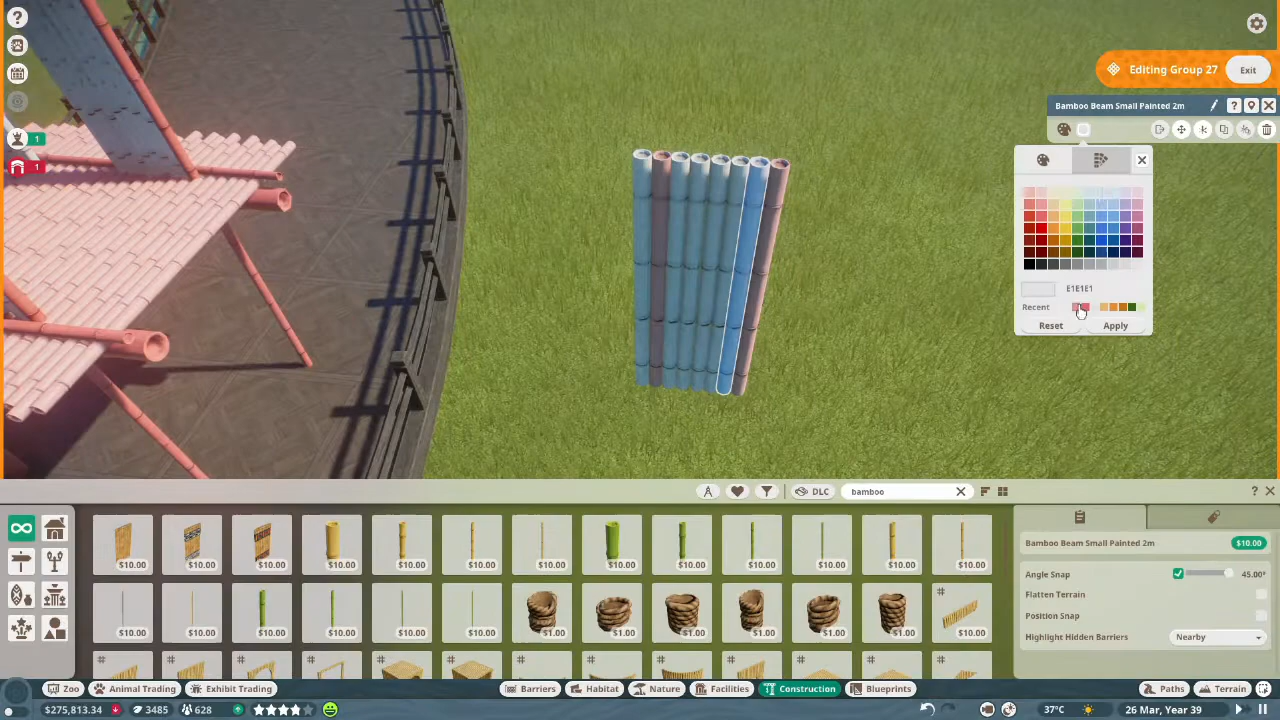 ?
Editing Group 27 Exit
Bamboo Beam Small Painted 2m ?
1
1
E1E1E1
Recent
Reset Apply
DLC bamboo ?
$10.00 $10.00 $10.00 $10.00 $10.00 $10.00 $10.00 $10.00 $10.00 $10.00 $10.00 $10.00 $10.00
$10.00 $10.00 $10.00 $10.00 $10.00 $10.00 $1.00 $1.00 $1.00 $1.00 $1.00 $1.00 $10.00
Bamboo Beam Small Painted 2m $10.00
Angle Snap 45.00°
Flatten Terrain
Position Snap
Highlight Hidden Barriers Nearby
Zoo Animal Trading Exhibit Trading Barriers Habitat Nature Facilities Construction Blueprints Paths Terrain
$275,813.34 3485 628 37°C 26 Mar, Year 39